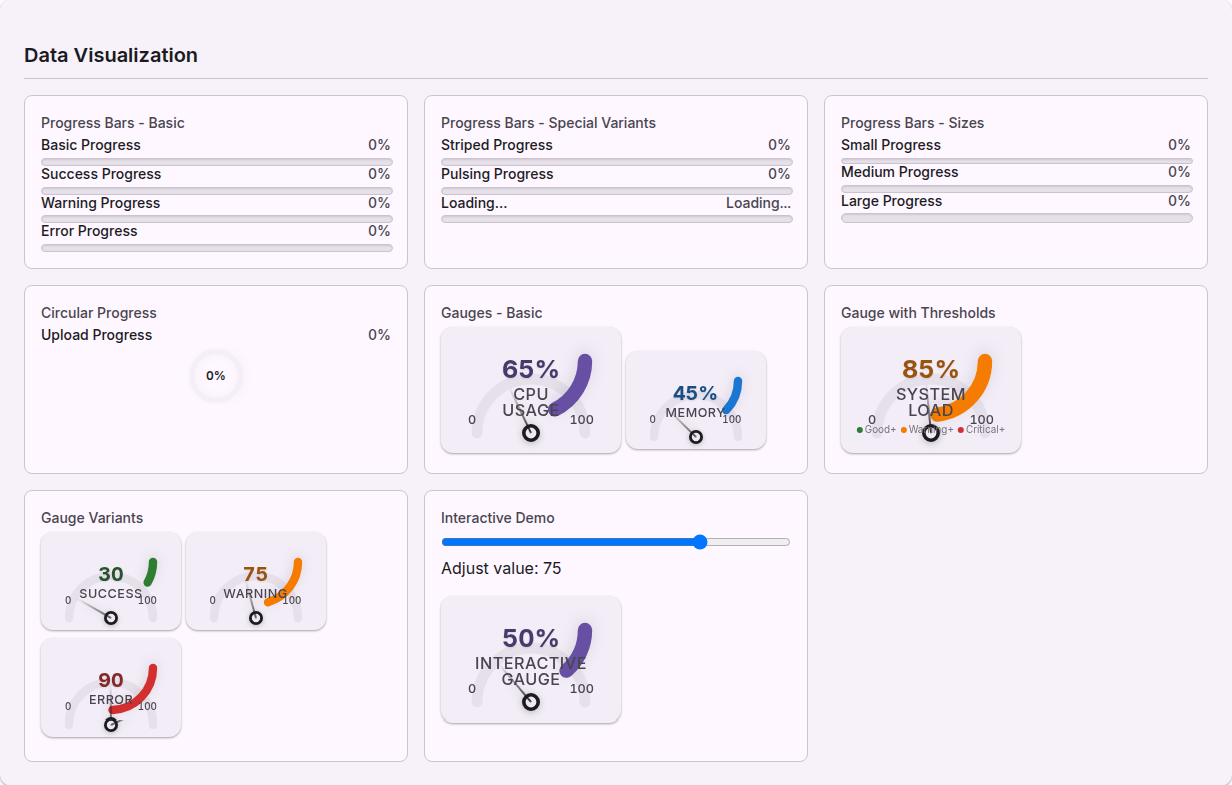 Data Visualization
Progress Bars - Basic
Basic Progress 0%
Success Progress 0%
Warning Progress 0%
Error Progress 0%
Progress Bars - Special Variants
Striped Progress 0%
Pulsing Progress 0%
Loading... Loading...
Progress Bars - Sizes
Small Progress 0%
Medium Progress 0%
Large Progress 0%
Circular Progress
Upload Progress 0%
0%
Gauges - Basic
65%
CPU
USAGE
0 100
45%
MEMORY
0 100
Gauge with Thresholds
85%
SYSTEM
LOAD
0 100
Good+ Warning+ Critical+
Gauge Variants
30
SUCCESS
0 100
75
WARNING
0 100
90
ERROR
0 100
Interactive Demo
Adjust value: 75
50%
INTERACTIVE
GAUGE
0 100